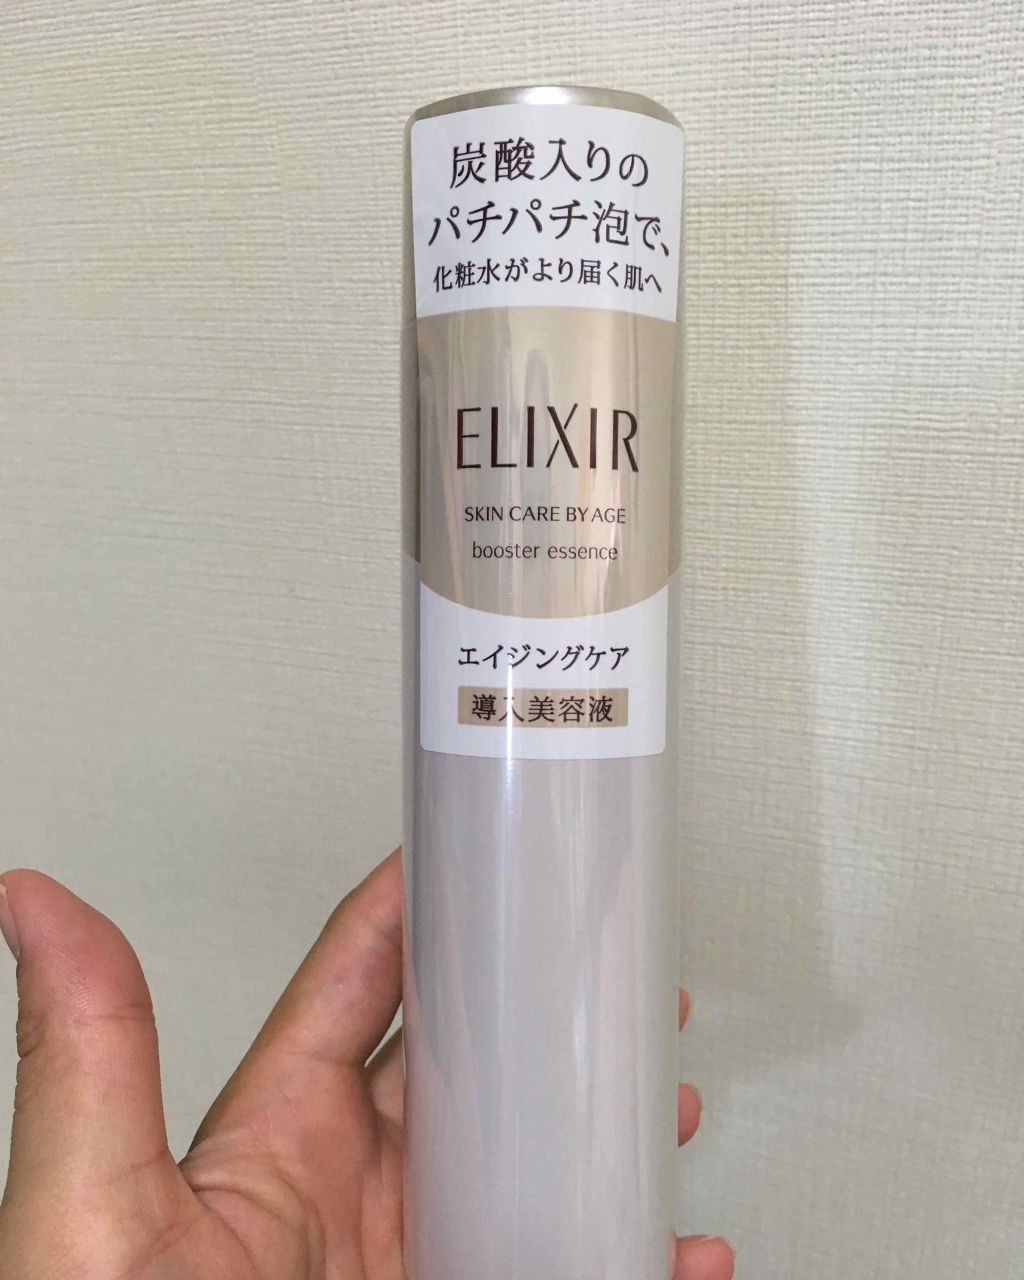 炭酸入りの
パチパチ泡で、
化粧水がより届く肌へ
ELIXIR
SKIN CARE BY AGE
booster essence
エイジングケア
導入美容液